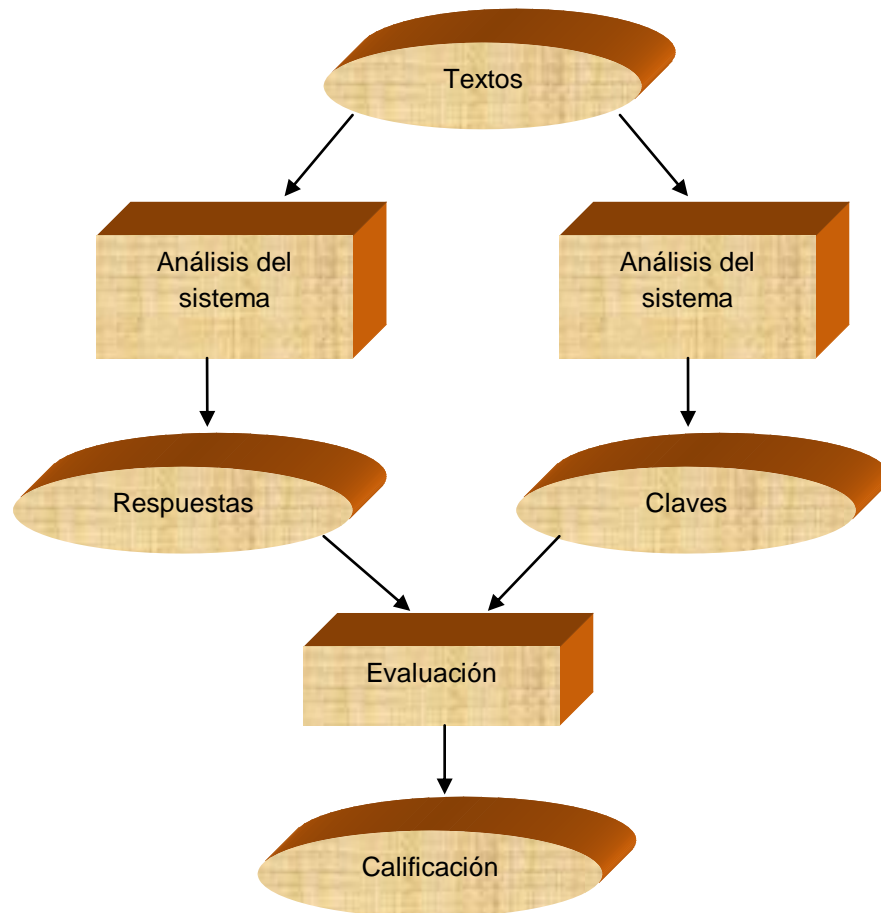 Textos
Análisis del
sistema
Análisis del
sistema
Respuestas
Claves
Evaluación
Calificación